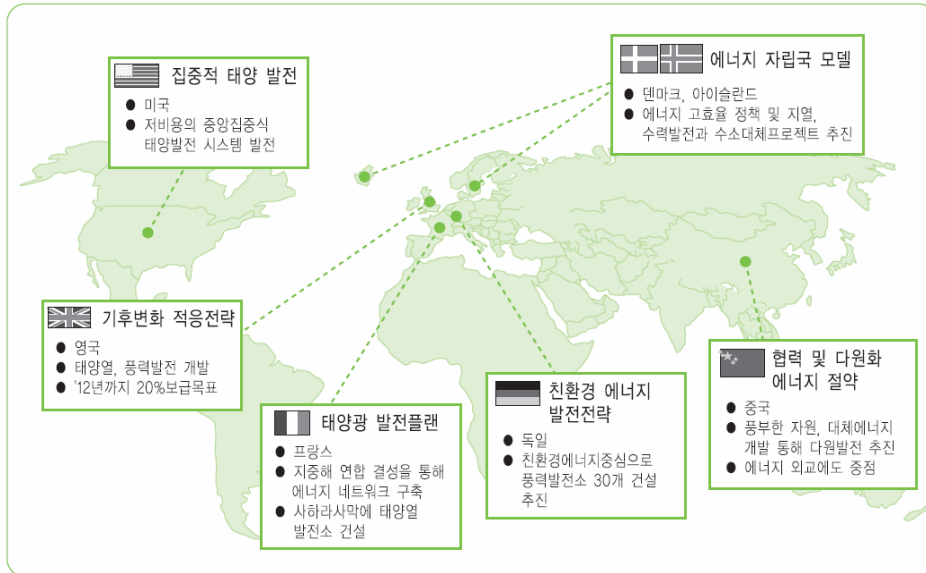 집중적 태양 발전
● 미국
● 저비용의 중앙집중식
태양발전 시스템 발전
에너지 자립국 모델
● 덴마크, 아이슬란드
● 에너지 고효율 정책 및 지열,
수력발전과 수소대체프로젝트 추진
기후변화 적응전략
● 영국
● 태양열, 풍력발전 개발
● '12년까지 20%보급목표
태양광 발전플랜
● 프랑스
● 지중해 연합 결성을 통해
에너지 네트워크 구축
● 사하라사막에 태양열
발전소 건설
친환경 에너지
발전전략
● 독일
● 친환경에너지중심으로
풍력발전소 30개 건설
추진
협력 및 다원화
에너지 절약
● 중국
● 풍부한 자원, 대체에너지
개발 통해 다원발전 추진
● 에너지 외교에도 중점